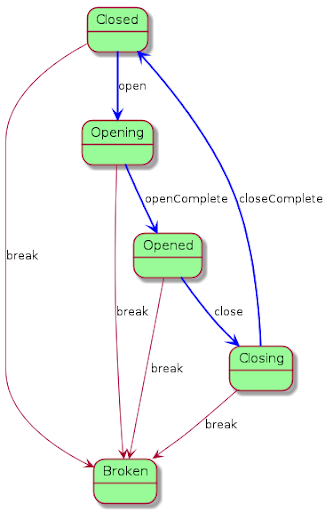 Closed
open
Opening
openComplete
closeComplete
Opened
break
break
close
break
Closing
break
Broken